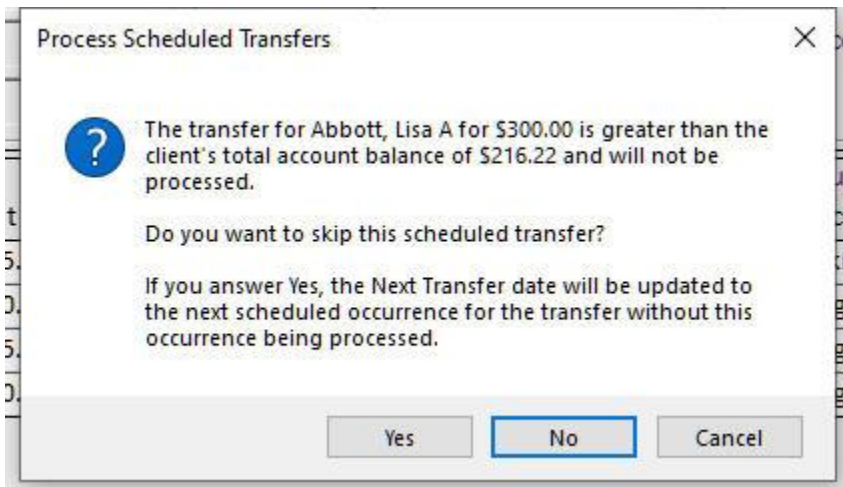 Process Scheduled Transfers
The transfer for Abbott, Lisa A for $300.00 is greater than the
client's total account balance of $216.22 and will not be
processed.
Do you want to skip this scheduled transfer?
If you answer Yes, the Next Transfer date will be updated to
the next scheduled occurrence for the transfer without this
occurrence being processed.
Yes
No
Cancel